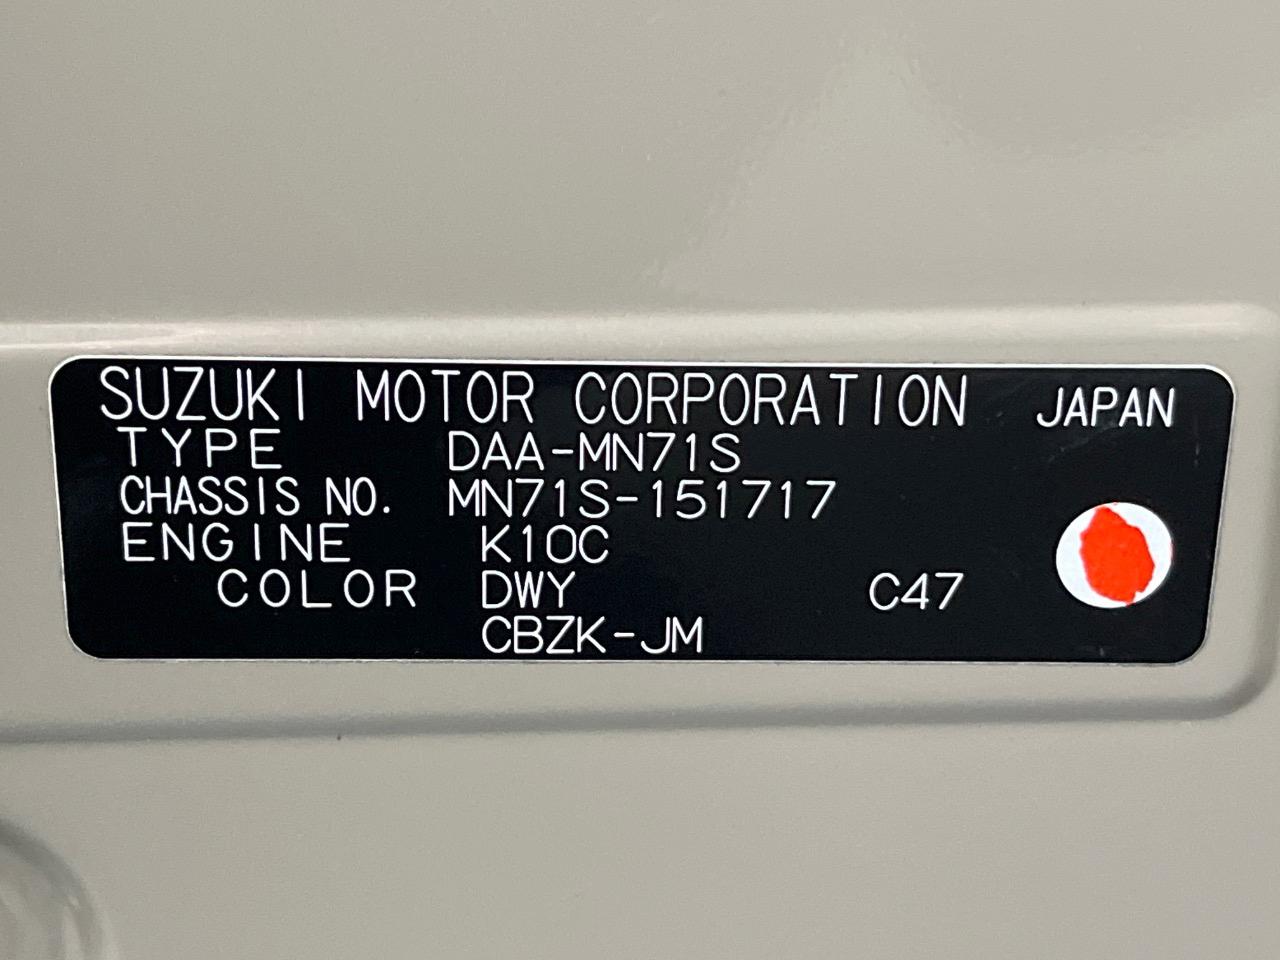 SUZUKI MOTOR CORPORATION JAPAN
TYPE DAA-MN71S
CHASSIS NO. MN71S-151717
ENGINE K10C
COLOR DWY C47
CBZK-JM